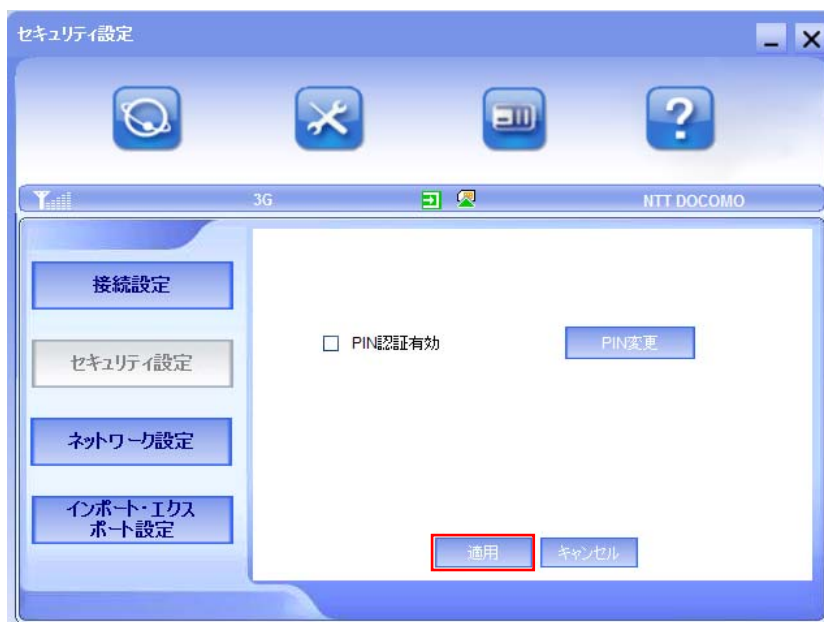 セキュリティ設定
3G
NTT DOCOMO
接続設定
セキュリティ設定
ネットワーク設定
インポート・エクス
ポート設定
PIN認証有効
PIN変更
適用
キャンセル